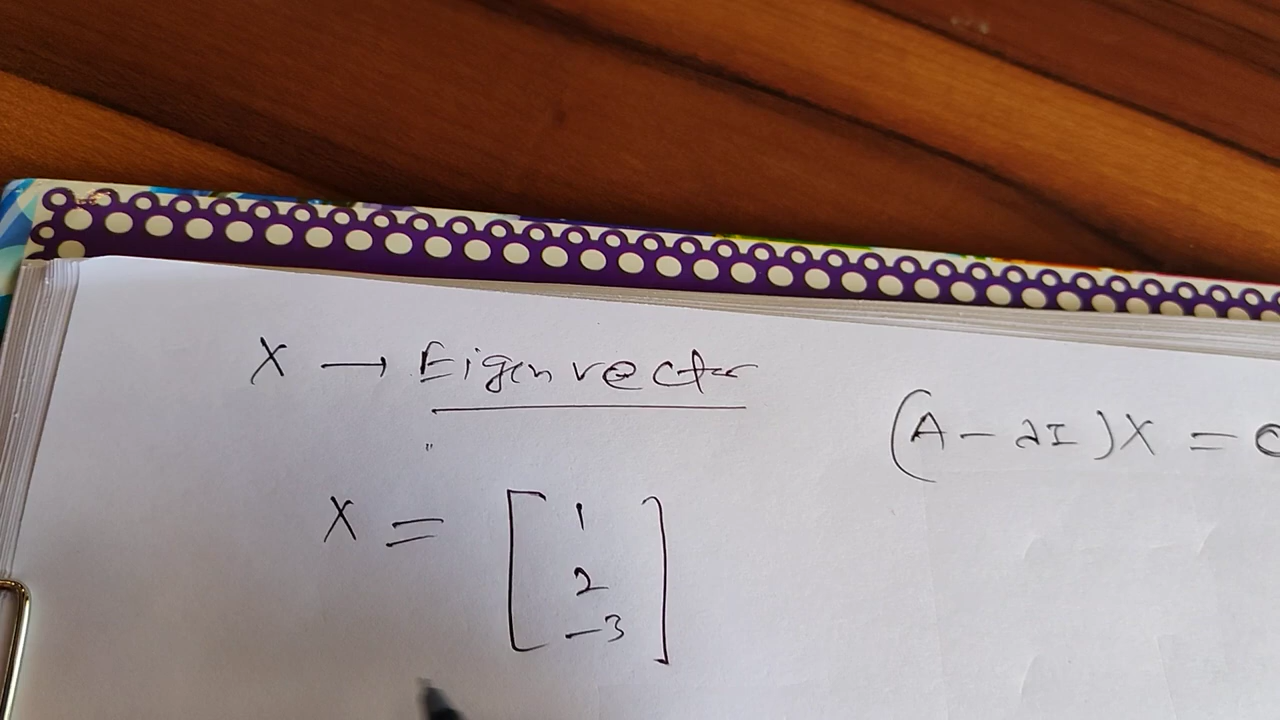 X → Eigen vector
(A - λI)X = 0
X = [ 1
2
-3 ]